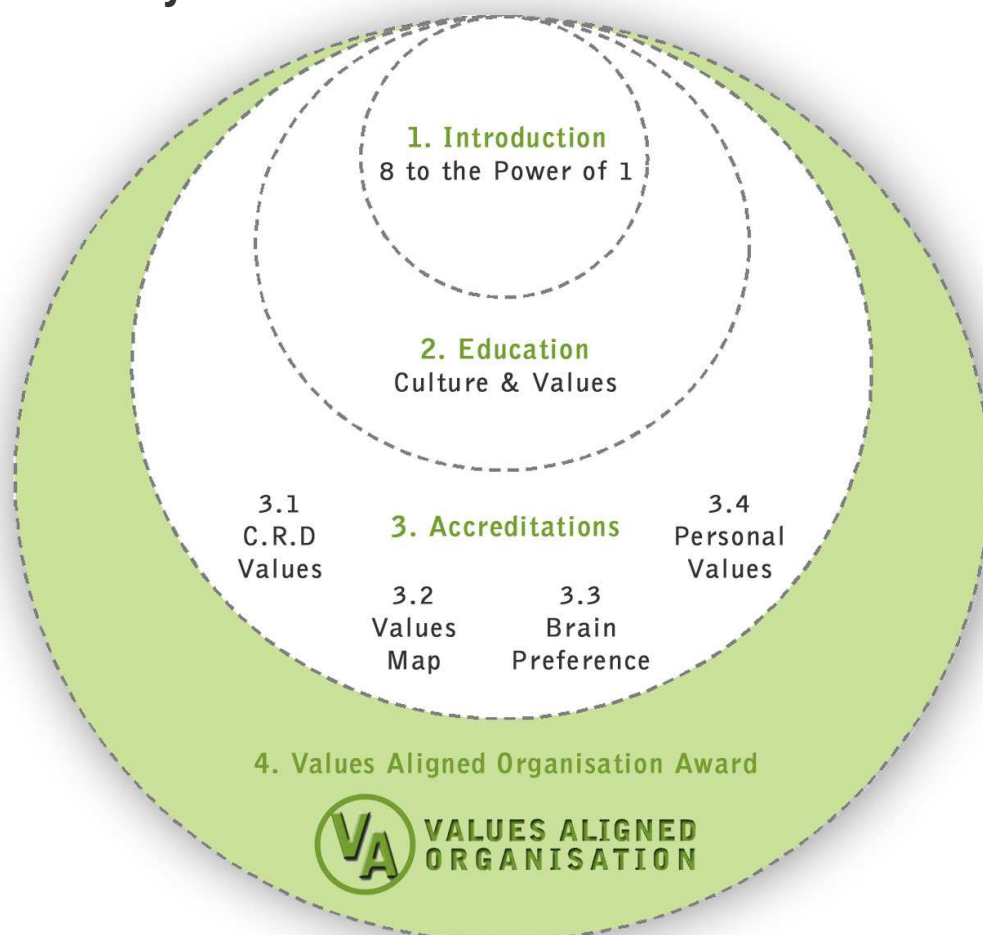 1. Introduction
8 to the Power of 1
2. Education
Culture & Values
3. Accreditations
3.1
C.R.D
Values
3.2
Values
Map
3.3
Brain
Preference
3.4
Personal
Values
4. Values Aligned Organisation Award
VA
VALUES ALIGNED
ORGANISATION